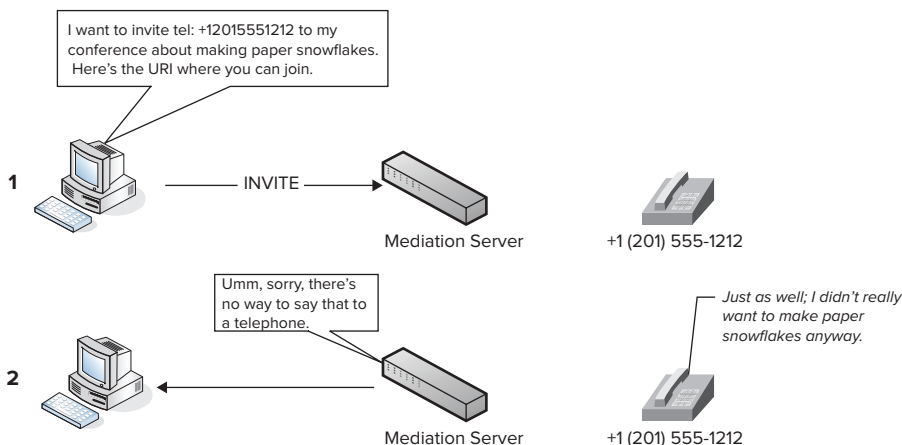 I want to invite tel: +12015551212 to my
conference about making paper snowflakes.
Here’s the URI where you can join.
1
INVITE
Mediation Server
+1 (201) 555-1212
Umm, sorry, there’s
no way to say that to
a telephone.
Just as well; I didn’t really
want to make paper
snowflakes anyway.
2
Mediation Server
+1 (201) 555-1212